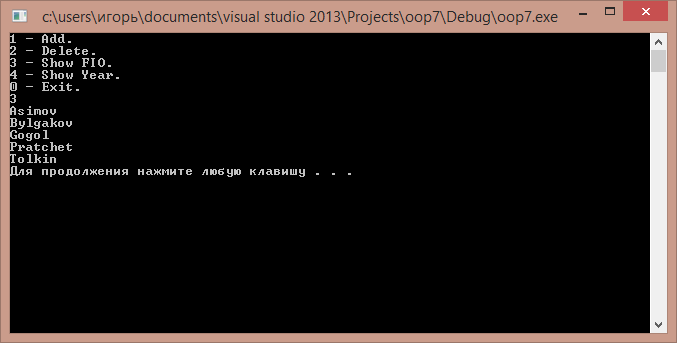 c:\users\игорь\documents\visual studio 2013\Projects\oop7\Debug\oop7.exe
1 - Add.
2 - Delete.
3 - Show FIO.
4 - Show Year.
0 - Exit.
3
Asimov
Bylgakov
Gogol
Pratchet
Tolkin
Для продолжения нажмите любую клавишу . . .